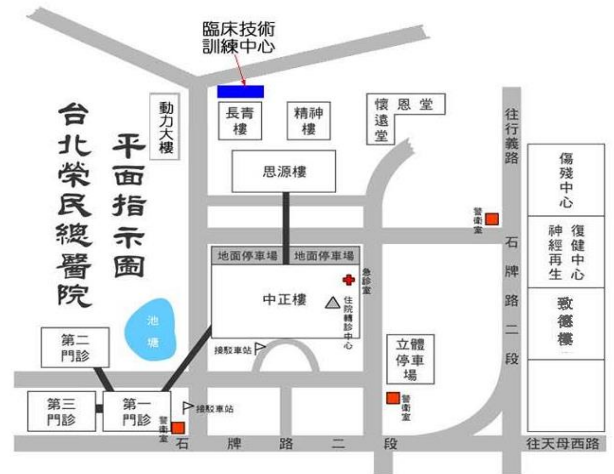 臨床技術
訓練中心
台北榮民總醫院
平面指示圖
動力大樓
長青
樓
精神
樓
懷恩堂
遠
堂
往行義路
思源樓
傷殘中心
警衛室
復健中心
神經再生
地面停車場
地面停車場
急診室
中正樓
住院轉診中心
石牌路二段
致德樓
池塘
第二
門診
接駁車站
立體
停車
場
第三
門診
第一
門診
接駁車站
警衛室
警衛室
石牌路二段
往天母西路